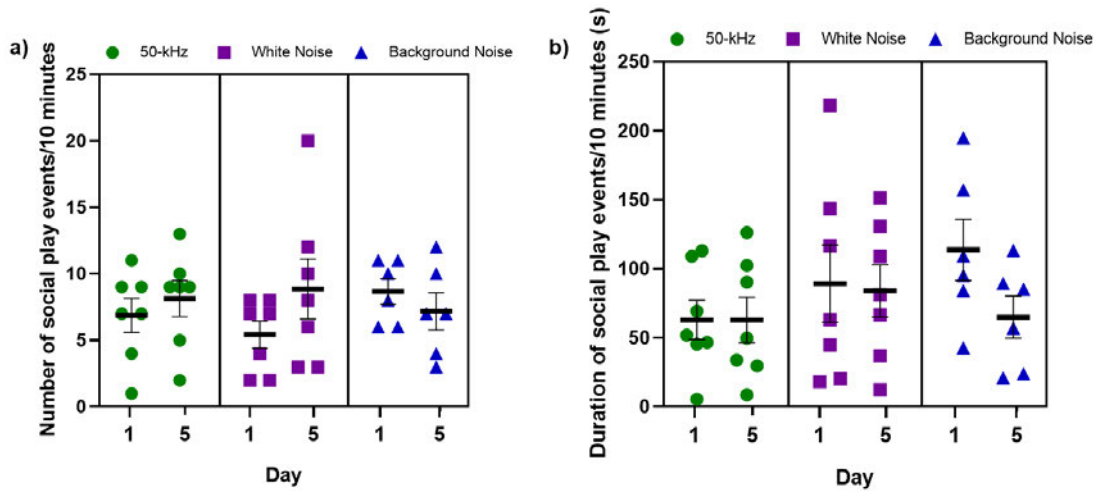 a)
50-kHz White Noise Background Noise
Number of social play events/10 minutes
25
20
15
10
5
0
1 5 1 5 1 5
Day
b)
50-kHz White Noise Background Noise
Duration of social play events/10 minutes (s)
250
200
150
100
50
0
1 5 1 5 1 5
Day